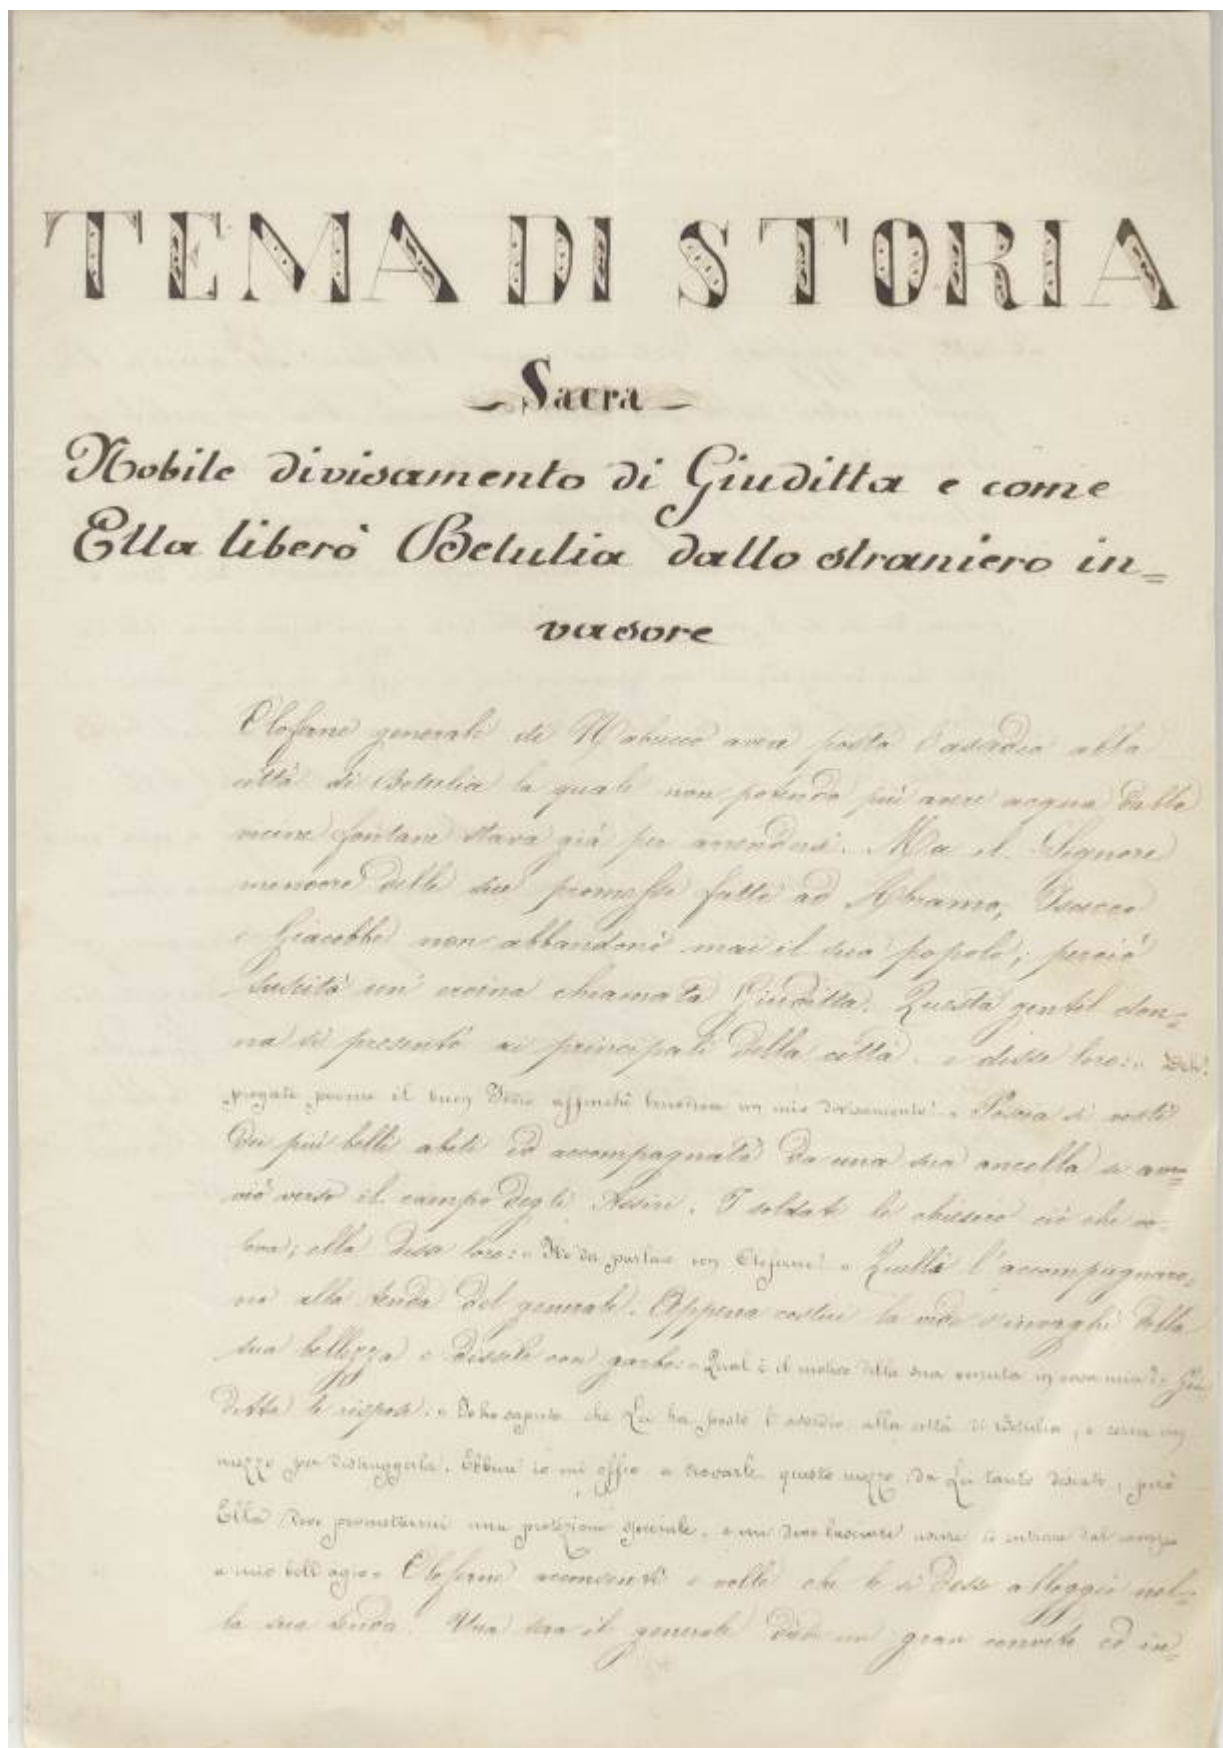 TEMA DI STORIA
- Sacra -
Nobile divisamento di Giuditta e come
Ella liberò Betulia dallo straniero in=
vasore
Oloferne generale di Nabucco avea posto l'assedio alla
città di Betulia la quale non potendo più avere acqua dalle
vicine fontane stava già per arrendersi. Ma il Signore
memore delle sue promesse fatte ad Abramo, Isacco
e Giacobbe non abbandonò mai il suo popolo; perciò
suscitò un' eroina chiamata Giuditta. Questa gentil don=
na si presentò ai principali della città e disse loro: " Deh!
pregate il buon Dio affinchè benedica un mio divisamento! " Poscia si vestì
dei più belli abiti ed accompagnata da una sua ancella si av=
viò verso il campo degli Assiri. I soldati le chiesero ciò che vo=
leva; ella disse loro: " Ho da parlare con Oloferne! " Quelli l'accompagnaro=
no alla tenda del generale. Appena costui la vide s'invaghì della
sua bellezza e dissele con garbo: " Qual è il motivo della sua venuta in casa mia? " Giu=
ditta le rispose: " Io ho saputo che Lei ha posto l'assedio alla città di Betulia, e cerca un
mezzo per distruggerla. Ebbene io mi offro a trovarle questo mezzo da Lei tanto desiato, però
Ella deve promettermi una protezione speciale, e mi deve lasciare uscire ed entrare dal campo
a mio bell'agio " Oloferne acconsentì e volle che le si desse alloggio nel=
la sua tenda. Una sera il generale diede un gran convito ed in=